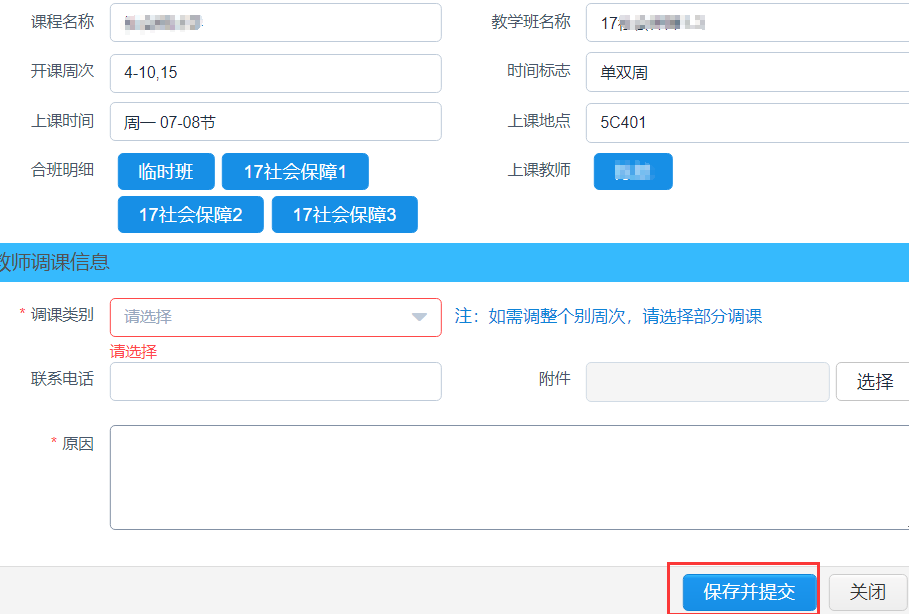 课程名称 教学班名称 17
开课周次 4-10,15 时间标志 单双周
上课时间 周一 07-08节 上课地点 5C401
合班明细 临时班 17社会保障1 上课教师
17社会保障2 17社会保障3
教师调课信息
* 调课类别 请选择 注：如需调整个别周次，请选择部分调课
请选择
联系电话 附件 选择
* 原因
保存并提交 关闭